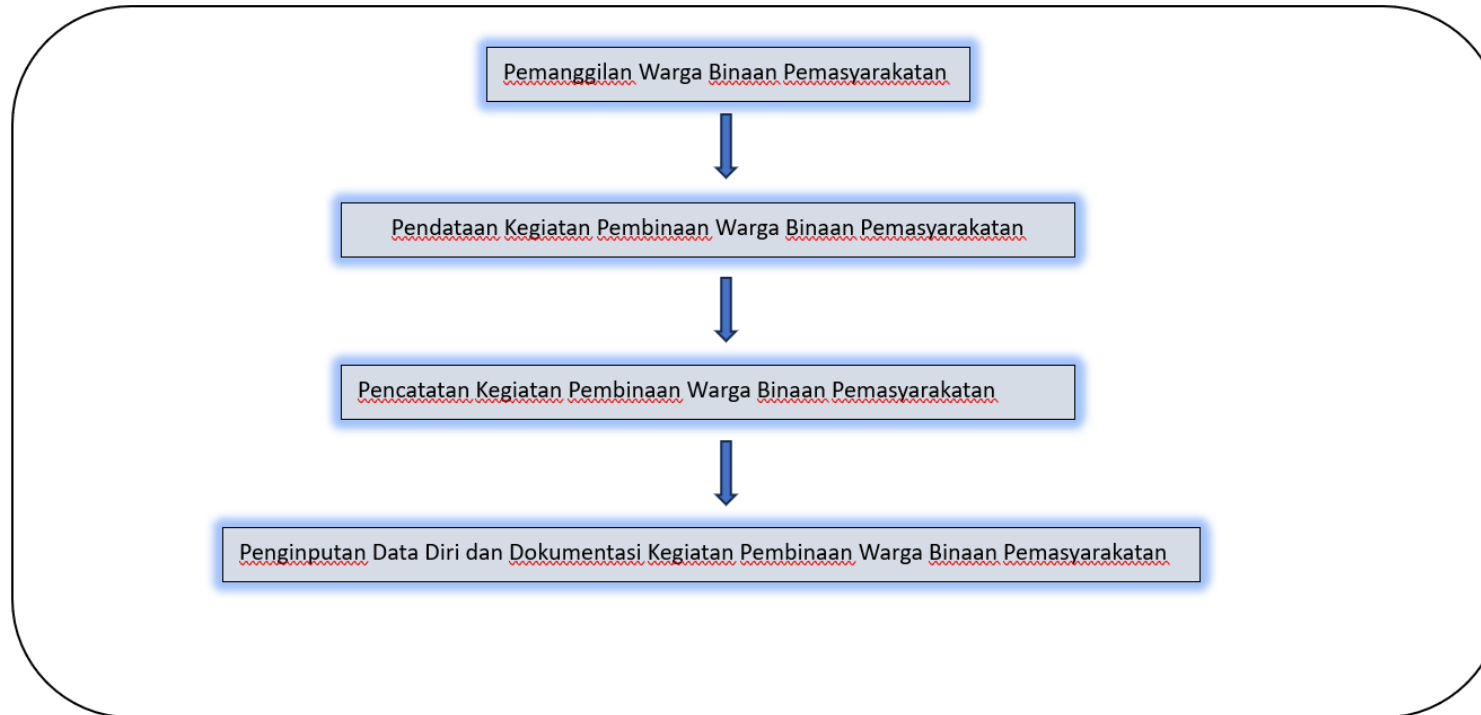 Pemanggilan Warga Binaan Pemasyarakatan
Pendataan Kegiatan Pembinaan Warga Binaan Pemasyarakatan
Pencatatan Kegiatan Pembinaan Warga Binaan Pemasyarakatan
Penginputan Data Diri dan Dokumentasi Kegiatan Pembinaan Warga Binaan Pemasyarakatan